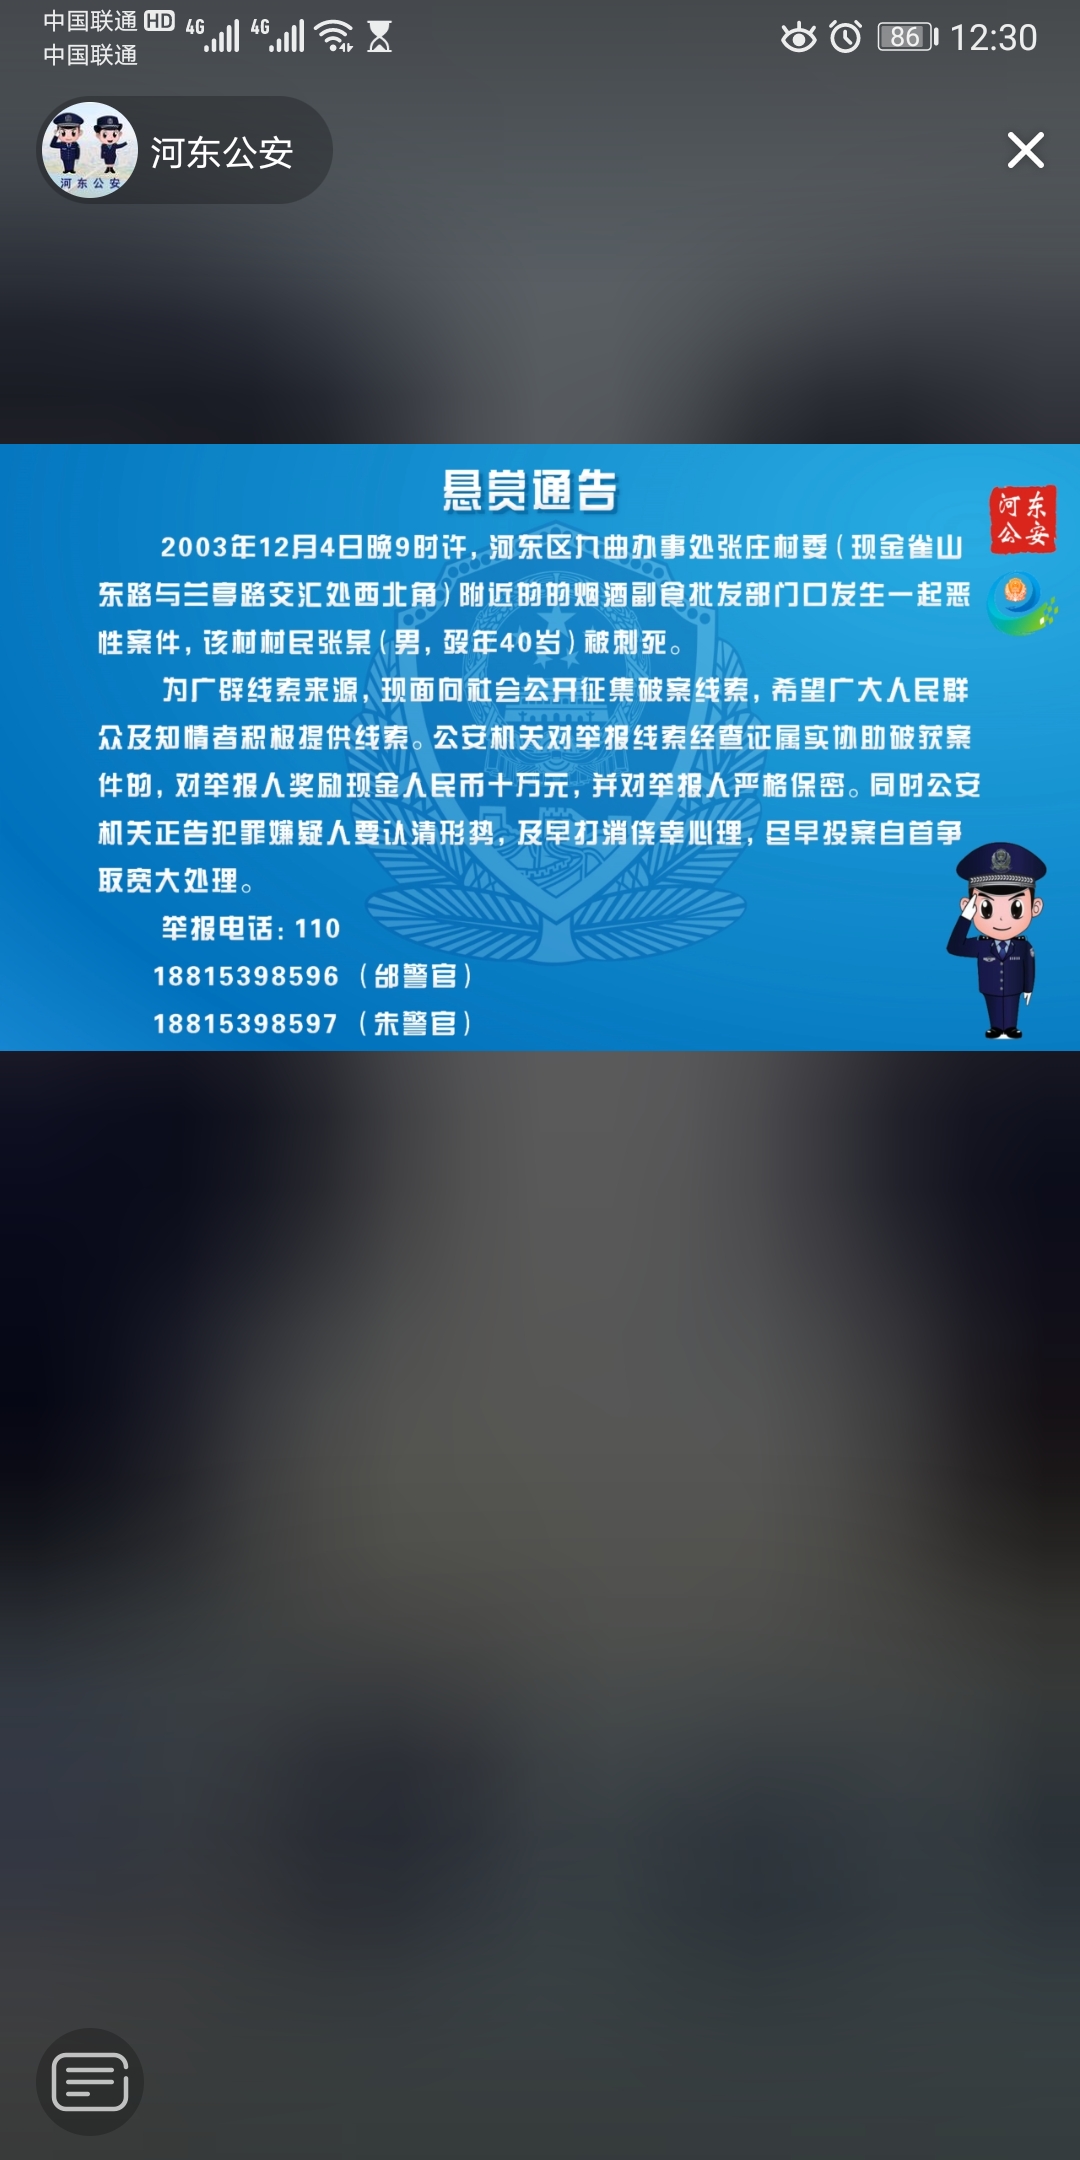 中国联通 HD 4G 4G 86 12:30
中国联通
河东公安
河东公安
悬赏通告
河东
公安
2003年12月4日晚9时许，河东区九曲办事处张庄村委（现金雀山
东路与兰亭路交汇处西北角）附近的的烟酒副食批发部门口发生一起恶
性案件，该村村民张某（男，殁年40岁）被刺死。
为广辟线索来源，现面向社会公开征集破案线索，希望广大人民群
众及知情者积极提供线索。公安机关对举报线索经查证属实协助破获案
件的，对举报人奖励现金人民币十万元，并对举报人严格保密。同时公安
机关正告犯罪嫌疑人要认清形势，及早打消侥幸心理，尽早投案自首争
取宽大处理。
举报电话：110
18815398596（邰警官）
18815398597（朱警官）